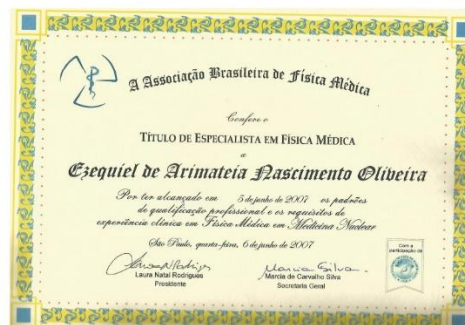 A Associação Brasileira de Física Médica
Confere o
TÍTULO DE ESPECIALISTA EM FÍSICA MÉDICA
a
Ezequiel de Arimateia Nascimento Oliveira
Por ter alcançado em 5 de junho de 2007 os padrões
de qualificação profissional e os requisitos de
experiência clínica em Física Médica em Medicina Nuclear
São Paulo, quarta-feira, 6 de junho de 2007
Laura Natal Rodrigues
Presidente
Marcia de Carvalho Silva
Secretaria Geral
Com a
participação da